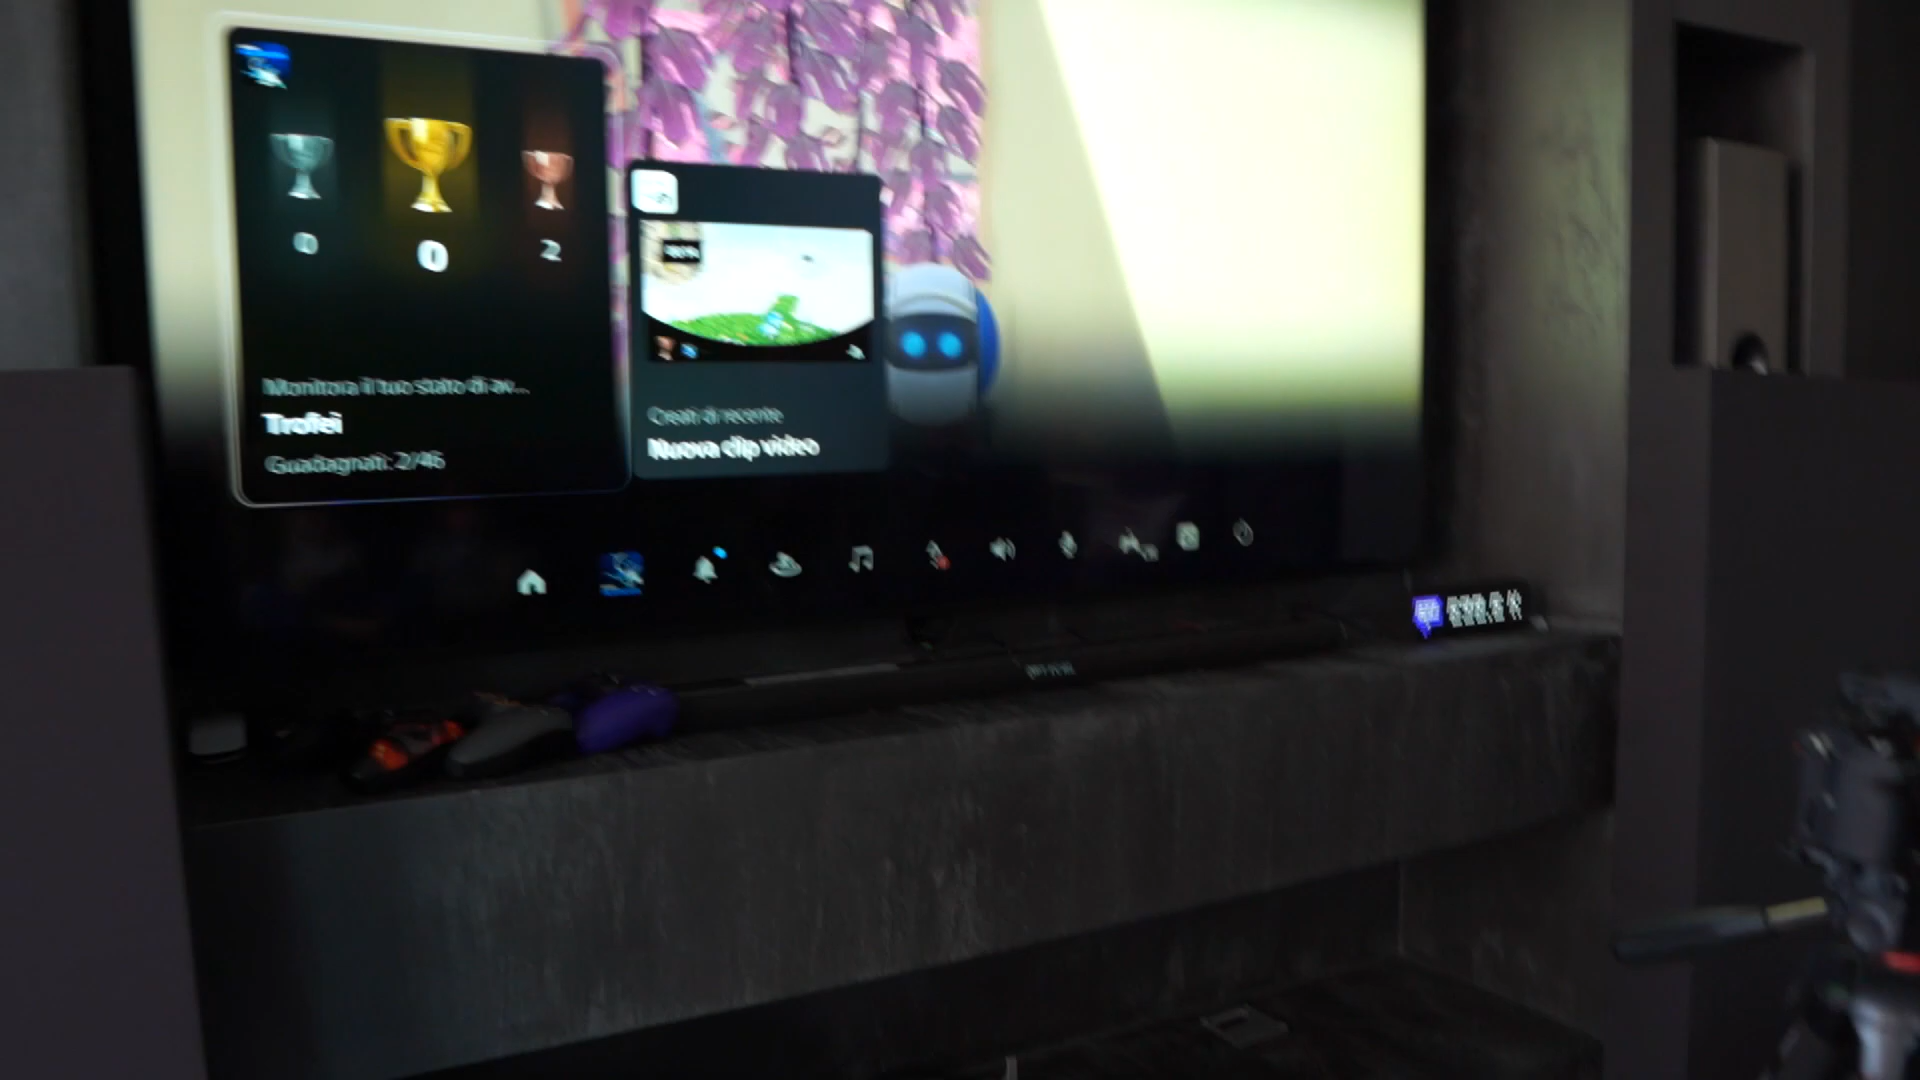 0
0
2
Monitora il tuo stato di av...
Trofei
Guadagnati: 2/46
Creati di recente
Nuova clip video